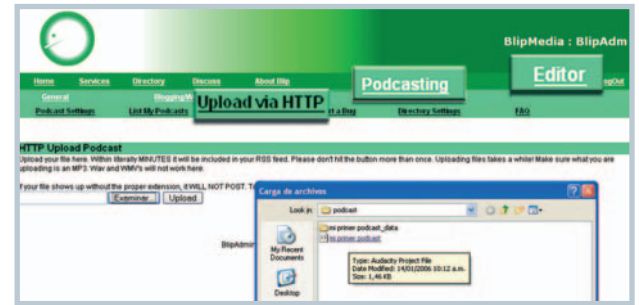 BlipMedia : BlipAdm
Editor
Podcasting
Upload via HTTP
Home Services Directory Discuss About Blip LogOut
General Blogging/W
Podcast Settings List My Podcasts rt a Bug Directory Settings FAQ
HTTP Upload Podcast
Upload your file here. Within literally MINUTES it will be included in your RSS feed. Please don't hit the button more than once. Uploading files takes a while! Make sure what you are
uploading is an MP3. Wav and WMV's will not work here.
If your file shows up without the proper extension, it WILL NOT POST. T
Examinar... Upload
BlipAdmin
Carga de archivos
Look in: podcast
mi primer podcast_data
mi primer podcast
My Recent
Documents
Desktop
Type: Audacity Project File
Date Modified: 14/01/2006 10:12 a.m.
Size: 1,46 KB